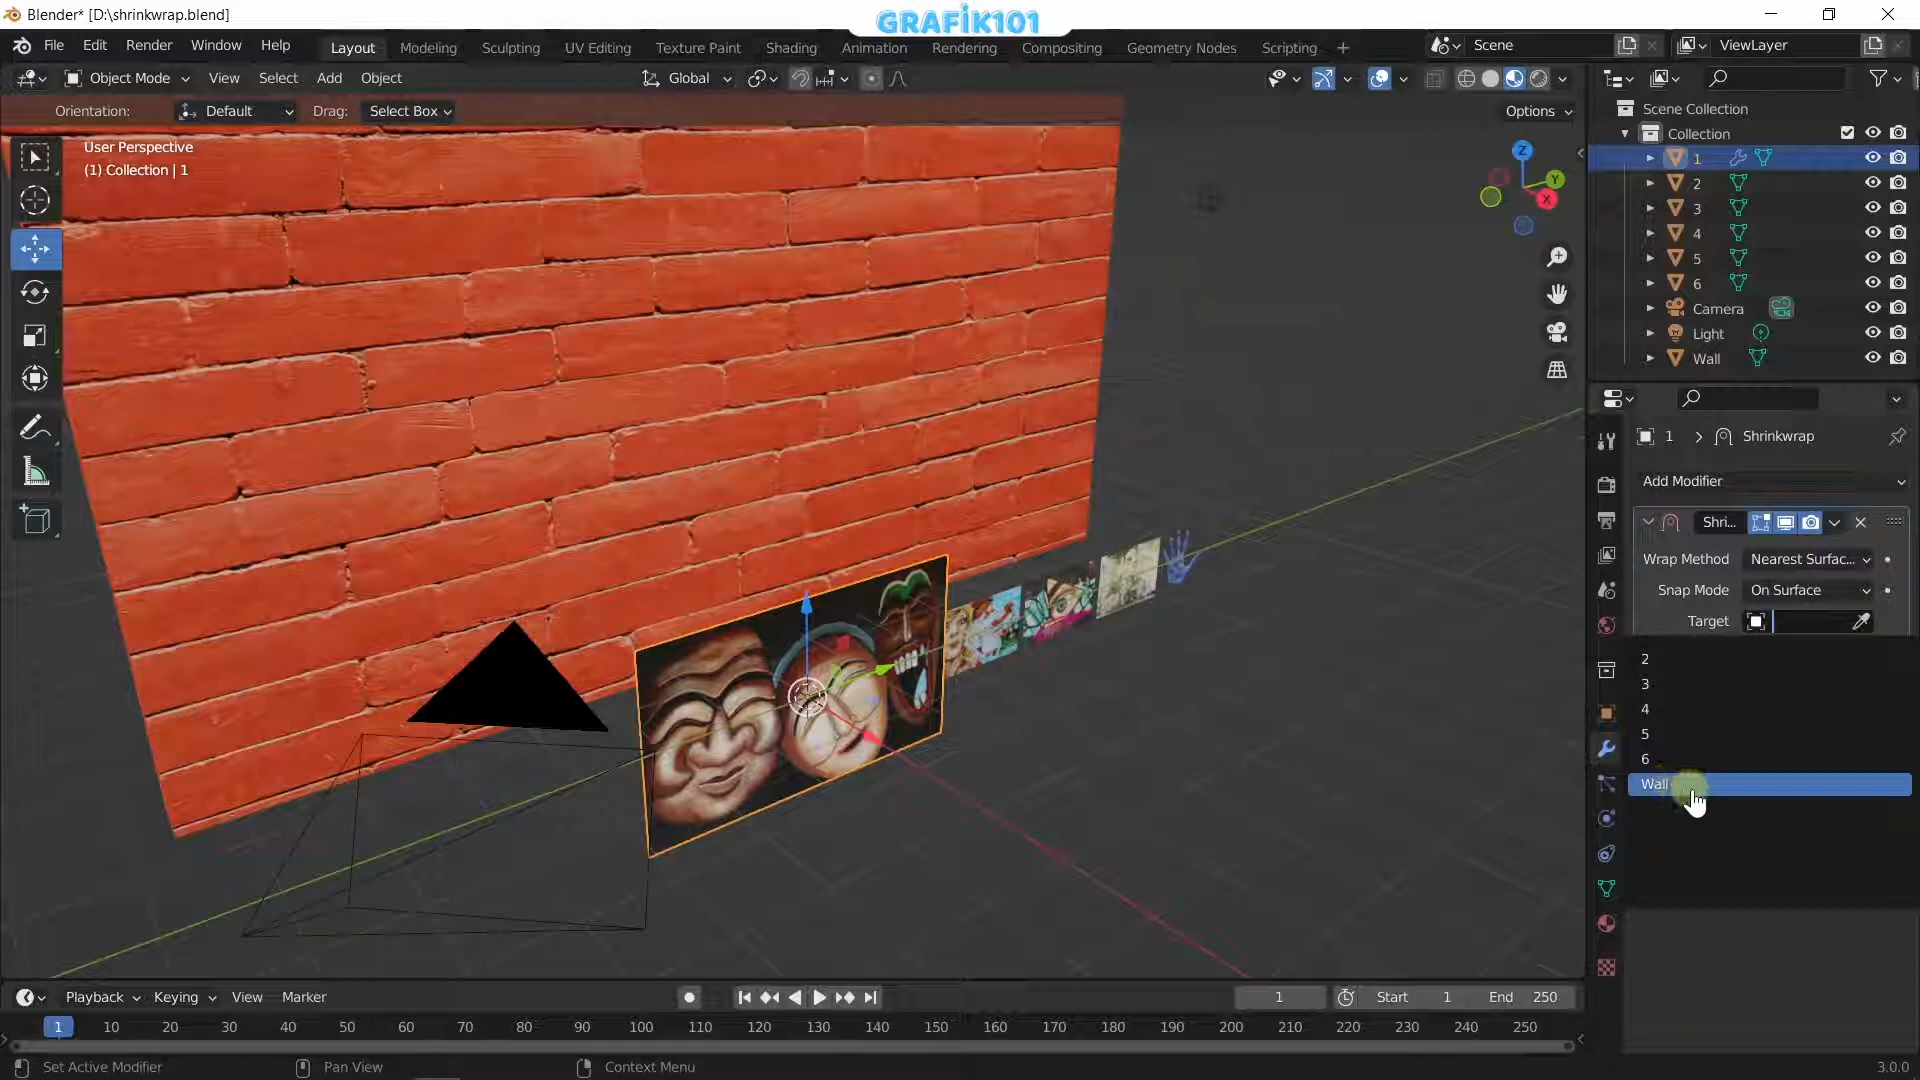 Blender* [D:\shrinkwrap.blend]
GRAFİK101
File Edit Render Window Help
Layout Modeling Sculpting UV Editing Texture Paint Shading Animation Rendering Compositing Geometry Nodes Scripting +
Scene
ViewLayer
Object Mode View Select Add Object
Global
Orientation: Default Drag: Select Box
Options
User Perspective
(1) Collection | 1
Z
Y
X
Scene Collection
Collection
1
2
3
4
5
6
Camera
Light
Wall
1 > Shrinkwrap
Add Modifier
Shri...
Wrap Method Nearest Surfac...
Snap Mode On Surface
Target
2
3
4
5
6
Wall
Playback Keying View Marker
1 Start 1 End 250
1 10 20 30 40 50 60 70 80 90 100 110 120 130 140 150 160 170 180 190 200 210 220 230 240 250
Set Active Modifier Pan View Context Menu
3.0.0